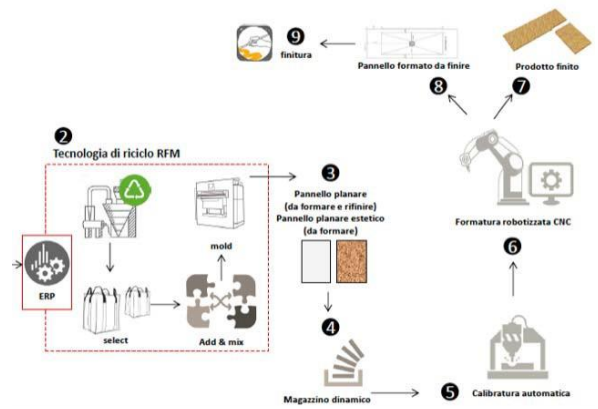 9
finitura
Pannello formato da finire
Prodotto finito
8
7
2
Tecnologia di riciclo RFM
3
Pannello planare
(da formare e rifinire)
Pannello planare estetico
(da formare)
Formatura robotizzata CNC
mold
6
ERP
select
Add & mix
4
Magazzino dinamico
5
Calibratura automatica